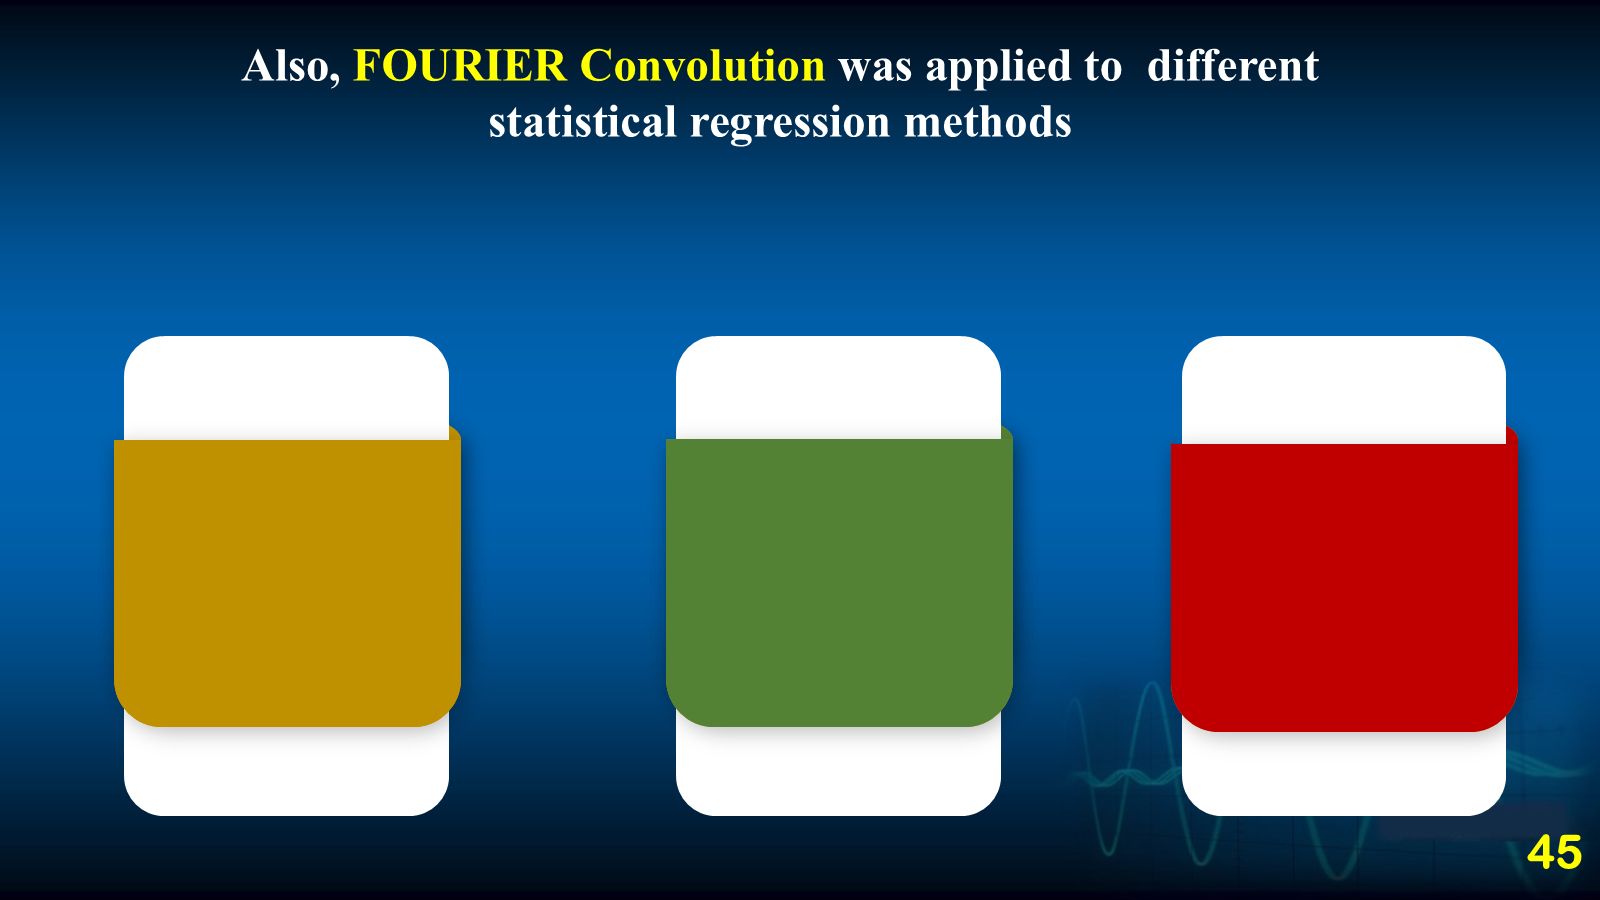 Also, FOURIER Convolution was applied to  different
statistical regression methods
45